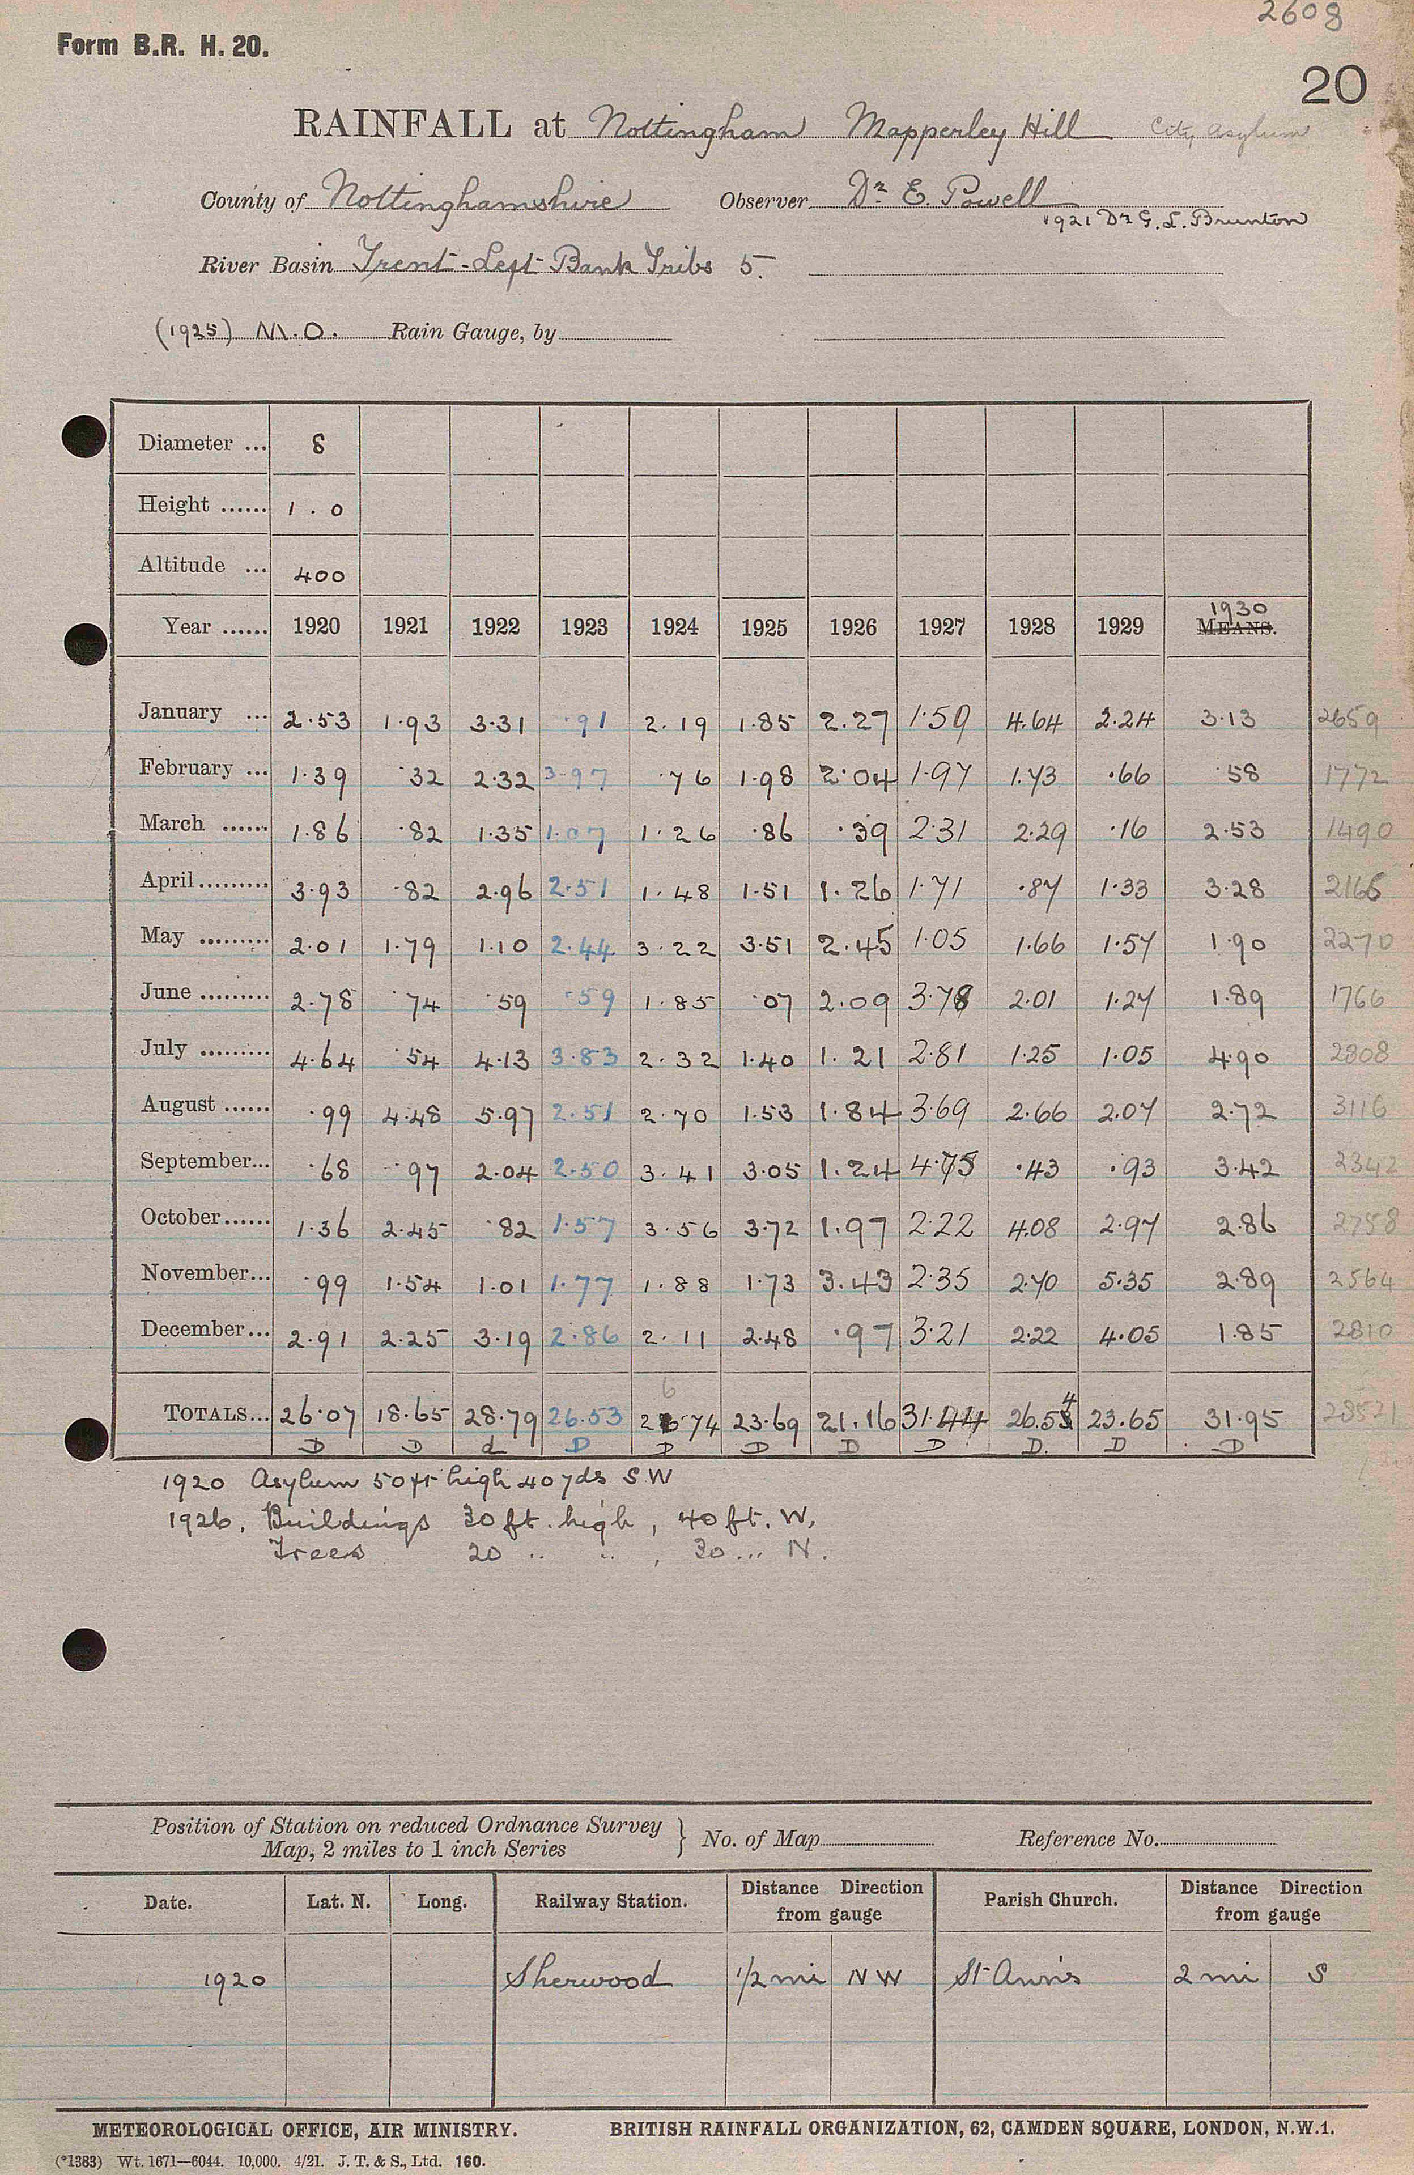 2608
Form B.R. H. 20.
20
RAINFALL at Nottingham Mapperley Hill City Asylum
County of Nottinghamshire Observer Dr E. Powell
1921 Dr G. L. Brunton
River Basin Trent-Left Bank Tribs 5.
(1925) M.O. Rain Gauge, by
Diameter ... 8
Height ...... 1 . 0
Altitude ... 400
1930
Year ...... 1920 1921 1922 1923 1924 1925 1926 1927 1928 1929 MEANS.
January ... 2.53 1.93 3.31 .91 2.19 1.85 2.27 1.59 4.64 2.24 3.13 2659
February ... 1.39 .32 2.32 3.97 .76 1.98 2.04 1.97 1.73 .66 .58 1772
March ...... 1.86 .82 1.35 1.07 1.26 .86 .39 2.31 2.29 .16 2.53 1490
April ......... 3.93 .82 2.96 2.51 1.48 1.51 1.26 1.71 .87 1.33 3.28 2166
May ......... 2.01 1.79 1.10 2.44 3.22 3.51 2.45 1.05 1.66 1.57 1.90 2270
June ......... 2.78 .74 .59 .59 1.85 .07 2.09 3.78 2.01 1.27 1.89 1766
July ......... 4.64 .54 4.13 3.83 2.32 1.40 1.21 2.81 1.25 1.05 4.90 2808
August ...... .99 4.48 5.97 2.51 2.70 1.53 1.84 3.69 2.66 2.07 2.72 3116
September... .68 .97 2.04 2.50 3.41 3.05 1.24 4.75 .43 .93 3.42 2342
October...... 1.36 2.45 .82 1.57 3.56 3.72 1.97 2.22 4.08 2.97 2.86 2758
November... .99 1.54 1.01 1.77 1.88 1.73 3.43 2.35 2.70 5.35 2.89 2564
December... 2.91 2.25 3.19 2.86 2.11 2.48 .97 3.21 2.22 4.05 1.85 2810
TOTALS... 26.07 18.65 28.79 26.53 26.74 23.69 21.16 31.44 26.54 23.65 31.95 28521
D D d D D D D D D. D D
1920 Asylum 50ft high 40yds S.W
1926. Buildings 30 ft. high, 40 ft. W.
Trees 20 .. .. , 30 ... N.
Position of Station on reduced Ordnance Survey
Map, 2 miles to 1 inch Series } No. of Map Reference No.
Date. Lat. N. Long. Railway Station. Distance Direction from gauge Parish Church. Distance Direction from gauge
1920 Sherwood 1/2 mi N W St Ann's 2 mi S
METEOROLOGICAL OFFICE, AIR MINISTRY. BRITISH RAINFALL ORGANIZATION, 62, CAMDEN SQUARE, LONDON, N.W.1.
(*1383) Wt. 1671—6044. 10,000. 4/21. J. T. & S., Ltd. 160.